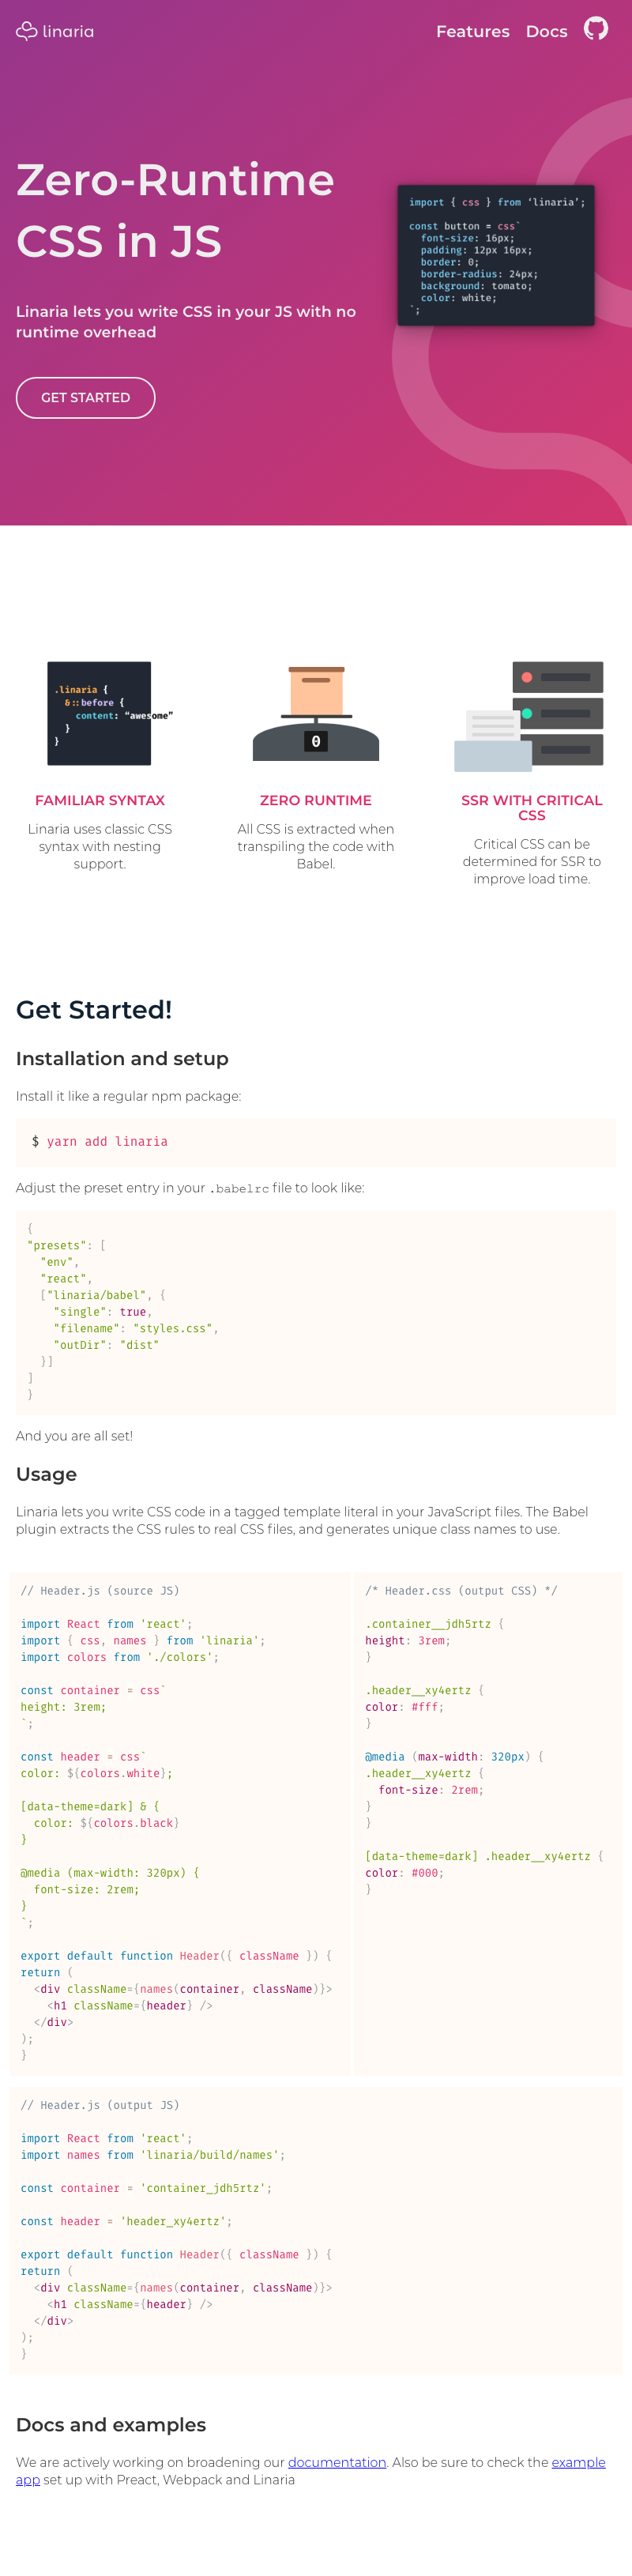 linaria
Features Docs
Zero-Runtime
CSS in JS
Linaria lets you write CSS in your JS with no
runtime overhead
GET STARTED
import { css } from ‘linaria’;
const button = css`
font-size: 16px;
padding: 12px 16px;
border: 0;
border-radius: 24px;
background: tomato;
color: white;
`;
.linaria {
&::before {
content: “awesome”
}
}
FAMILIAR SYNTAX
Linaria uses classic CSS
syntax with nesting
support.
0
ZERO RUNTIME
All CSS is extracted when
transpiling the code with
Babel.
SSR WITH CRITICAL
CSS
Critical CSS can be
determined for SSR to
improve load time.
Get Started!
Installation and setup
Install it like a regular npm package:
$ yarn add linaria
Adjust the preset entry in your .babelrc file to look like:
{
"presets": [
"env",
"react",
["linaria/babel", {
"single": true,
"filename": "styles.css",
"outDir": "dist"
}]
]
}
And you are all set!
Usage
Linaria lets you write CSS code in a tagged template literal in your JavaScript files. The Babel
plugin extracts the CSS rules to real CSS files, and generates unique class names to use.
// Header.js (source JS)
import React from 'react';
import { css, names } from 'linaria';
import colors from './colors';
const container = css`
height: 3rem;
`;
const header = css`
color: ${colors.white};
[data-theme=dark] & {
color: ${colors.black}
}
@media (max-width: 320px) {
font-size: 2rem;
}
`;
export default function Header({ className }) {
return (
<div className={names(container, className)}>
<h1 className={header} />
</div>
);
}
/* Header.css (output CSS) */
.container__jdh5rtz {
height: 3rem;
}
.header__xy4ertz {
color: #fff;
}
@media (max-width: 320px) {
.header__xy4ertz {
font-size: 2rem;
}
}
[data-theme=dark] .header__xy4ertz {
color: #000;
}
// Header.js (output JS)
import React from 'react';
import names from 'linaria/build/names';
const container = 'container_jdh5rtz';
const header = 'header_xy4ertz';
export default function Header({ className }) {
return (
<div className={names(container, className)}>
<h1 className={header} />
</div>
);
}
Docs and examples
We are actively working on broadening our documentation. Also be sure to check the example
app set up with Preact, Webpack and Linaria